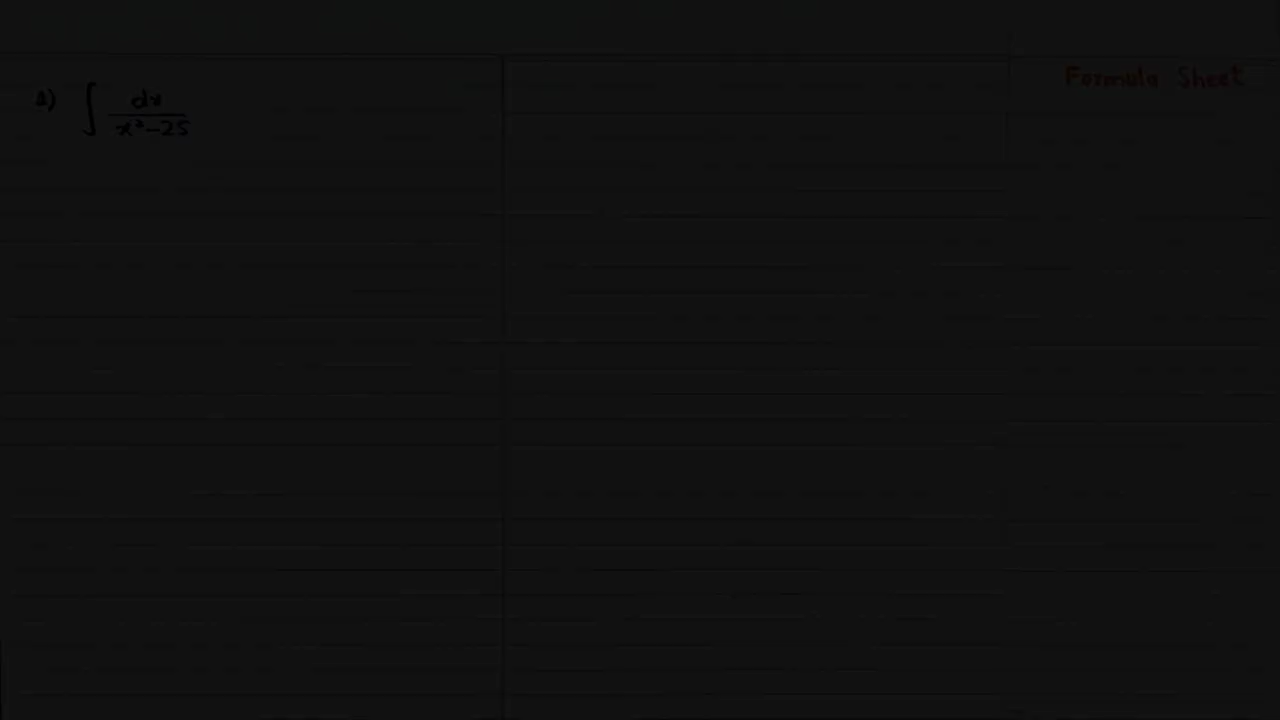 a) ∫ dx / x²-25
Formula Sheet